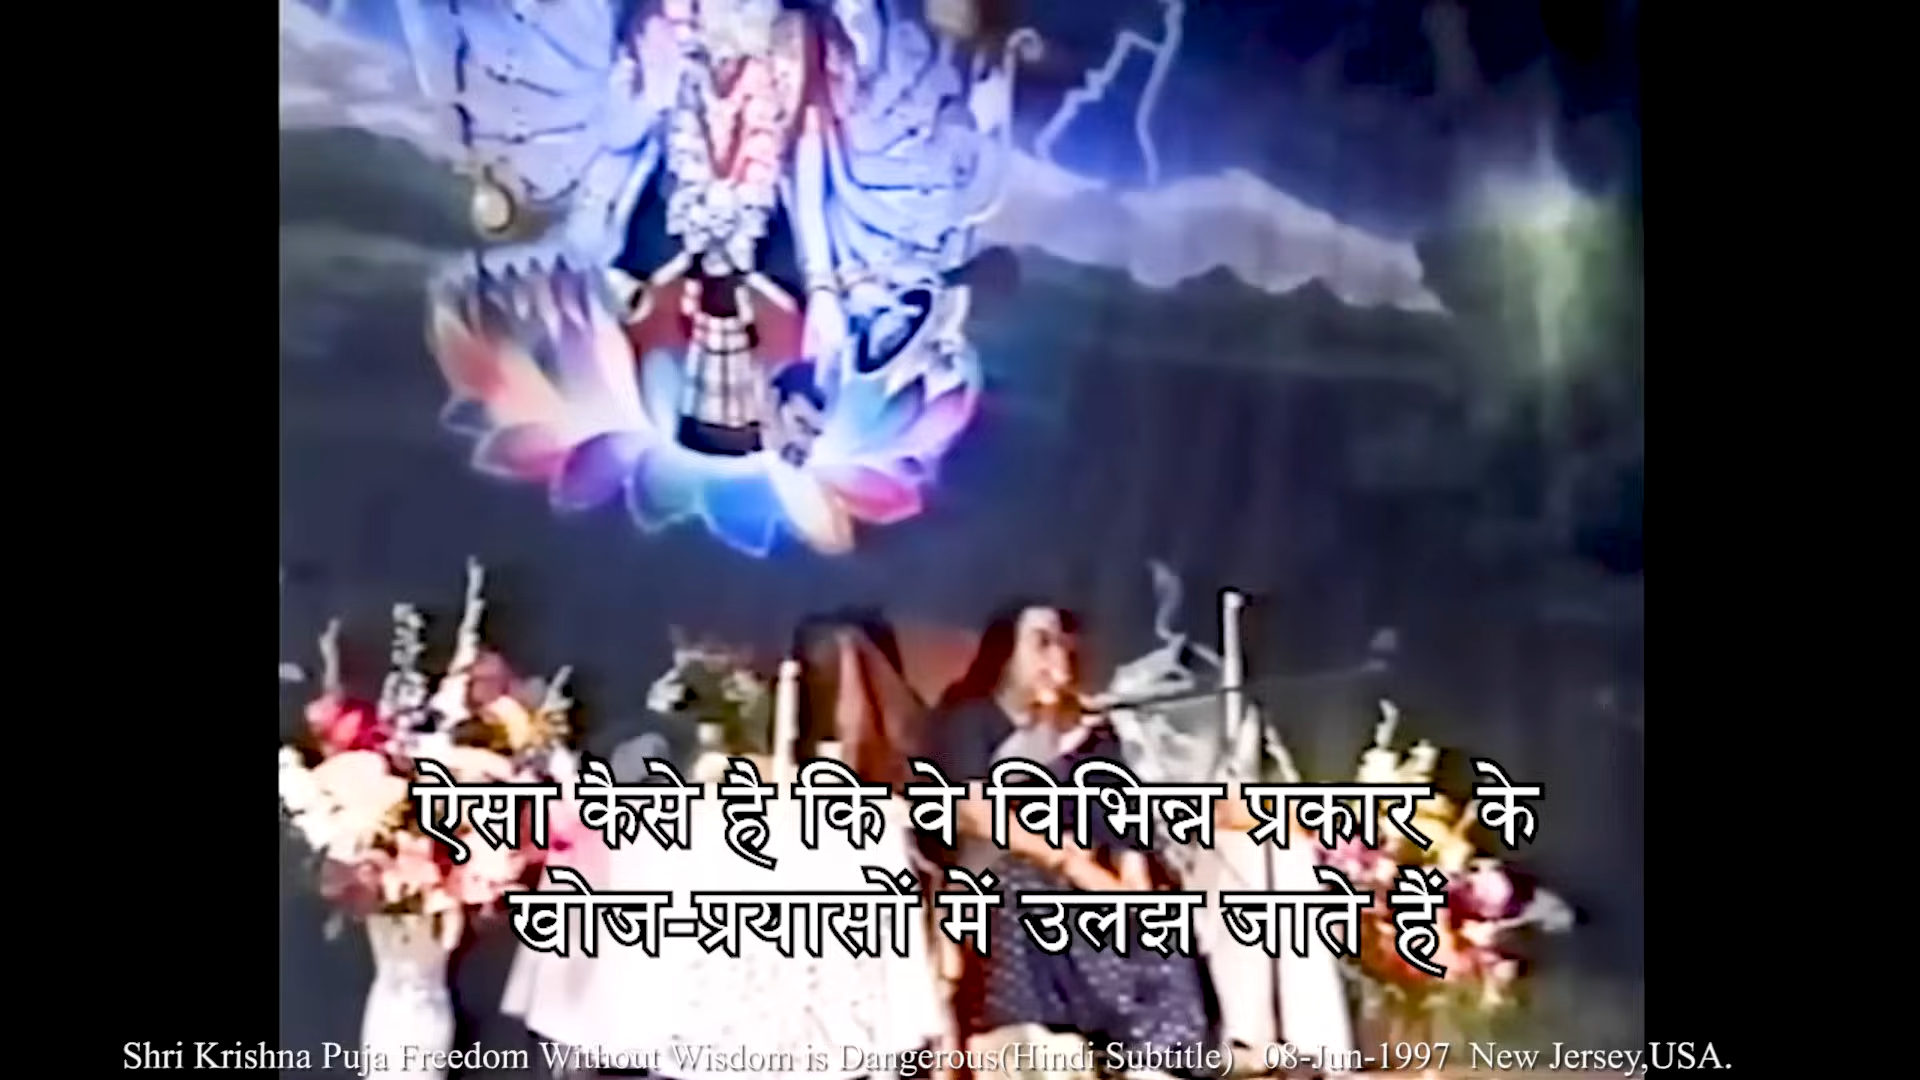 ऐसा कैसे है कि वे विभिन्न प्रकार के
खोज-प्रयासों में उलझ जाते हैं
Shri Krishna Puja Freedom Without Wisdom is Dangerous(Hindi Subtitle) 08-Jun-1997 New Jersey,USA.